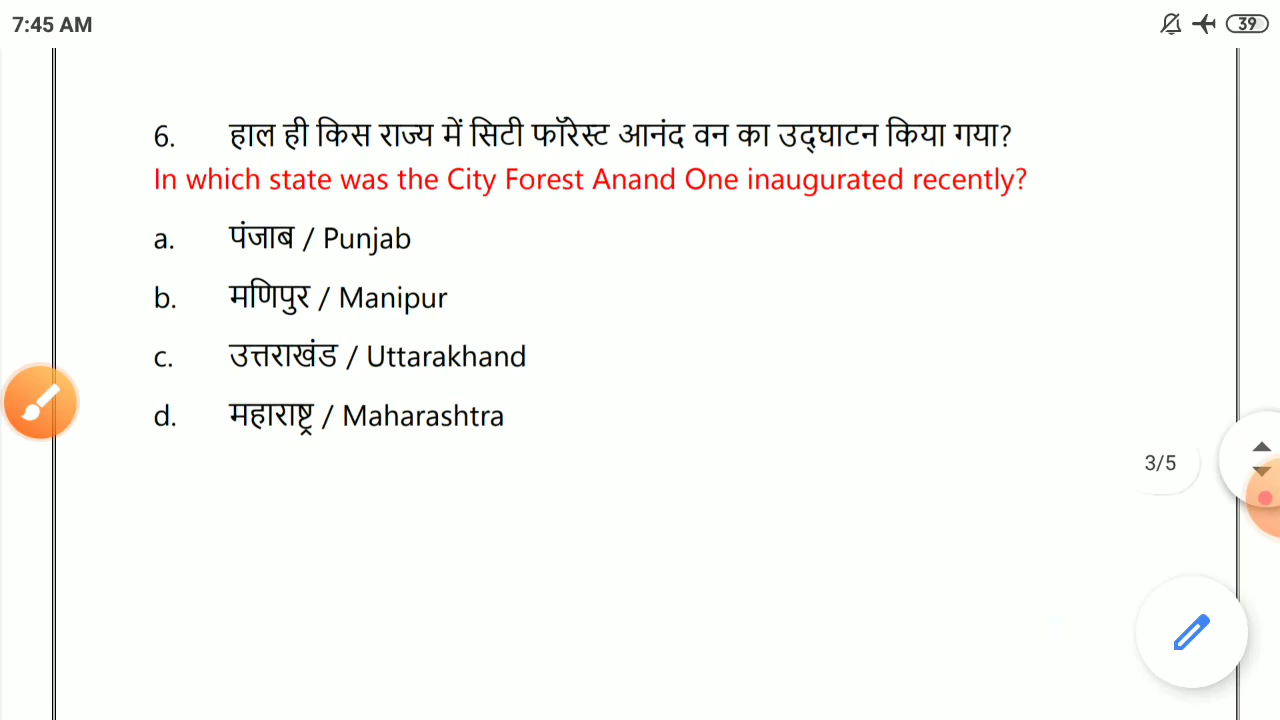 7:45 AM
39
6. हाल ही किस राज्य में सिटी फॉरेस्ट आनंद वन का उद्घाटन किया गया?
In which state was the City Forest Anand One inaugurated recently?
a. पंजाब / Punjab
b. मणिपुर / Manipur
c. उत्तराखंड / Uttarakhand
d. महाराष्ट्र / Maharashtra
3/5